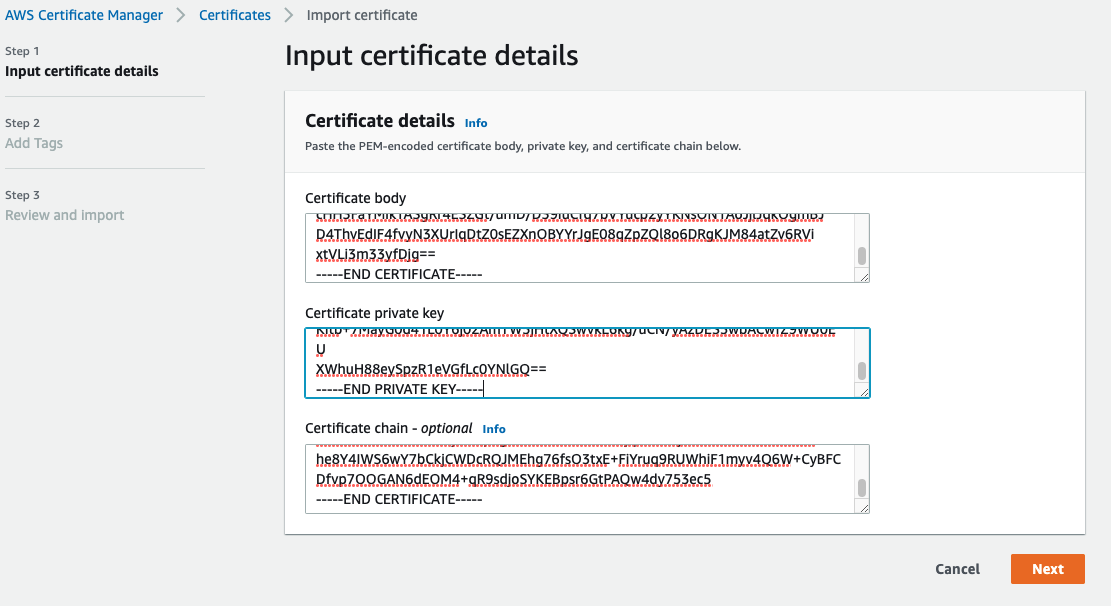 AWS Certificate Manager > Certificates > Import certificate
Step 1
Input certificate details
Step 2
Add Tags
Step 3
Review and import
Input certificate details
Certificate details Info
Paste the PEM-encoded certificate body, private key, and certificate chain below.
Certificate body
D4ThvEdIF4fvyN3XUrIqDtZ0sEZXnOBYYrJgE08qZpZQl8o6DRgKJM84atZv6RVi
xtVLi3m33yfDjg==
-----END CERTIFICATE-----
Certificate private key
U
XWhuH88eySpzR1eVGfLc0YNlGQ==
-----END PRIVATE KEY-----
Certificate chain - optional Info
he8Y4IWS6wY7bCkjCWDcRQJMEhg76fsO3txE+FiYruq9RUWhiF1myv4Q6W+CyBFC
Dfvp7OOGAN6dEOM4+qR9sdjoSYKEBpsr6GtPAQw4dy753ec5
-----END CERTIFICATE-----
Cancel
Next